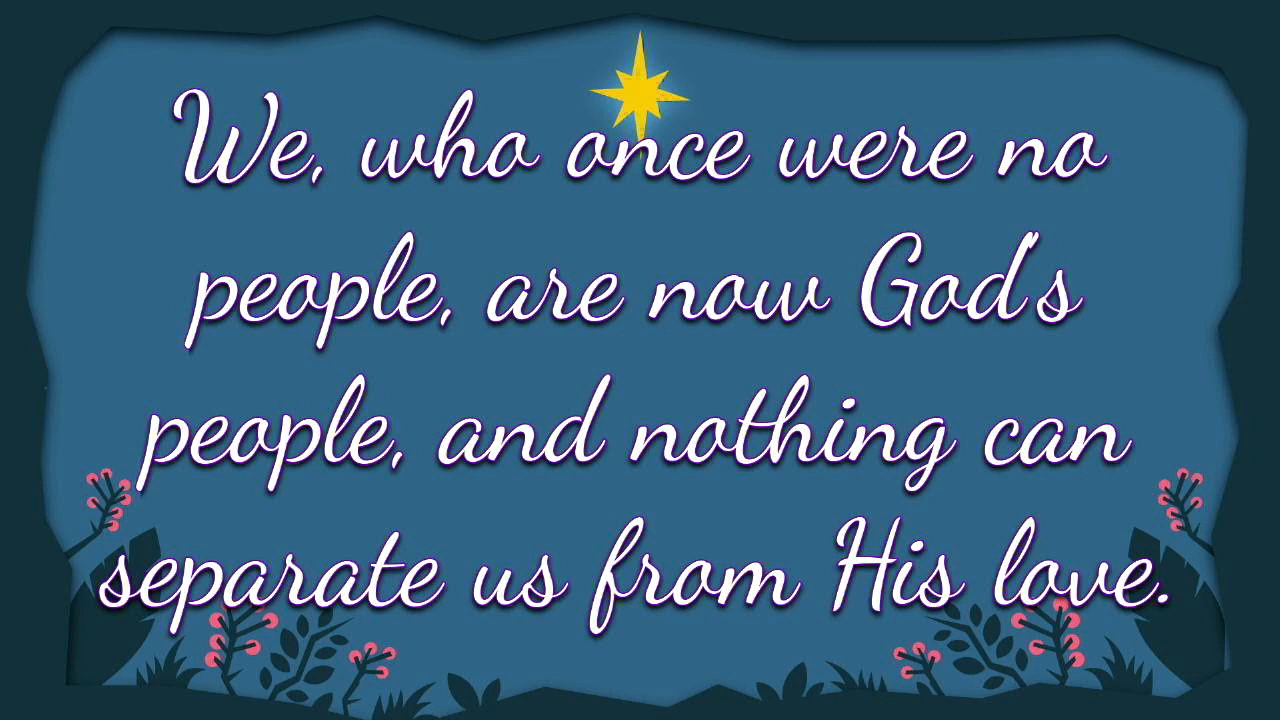 We, who once were no
people, are now God's
people, and nothing can
separate us from His love.